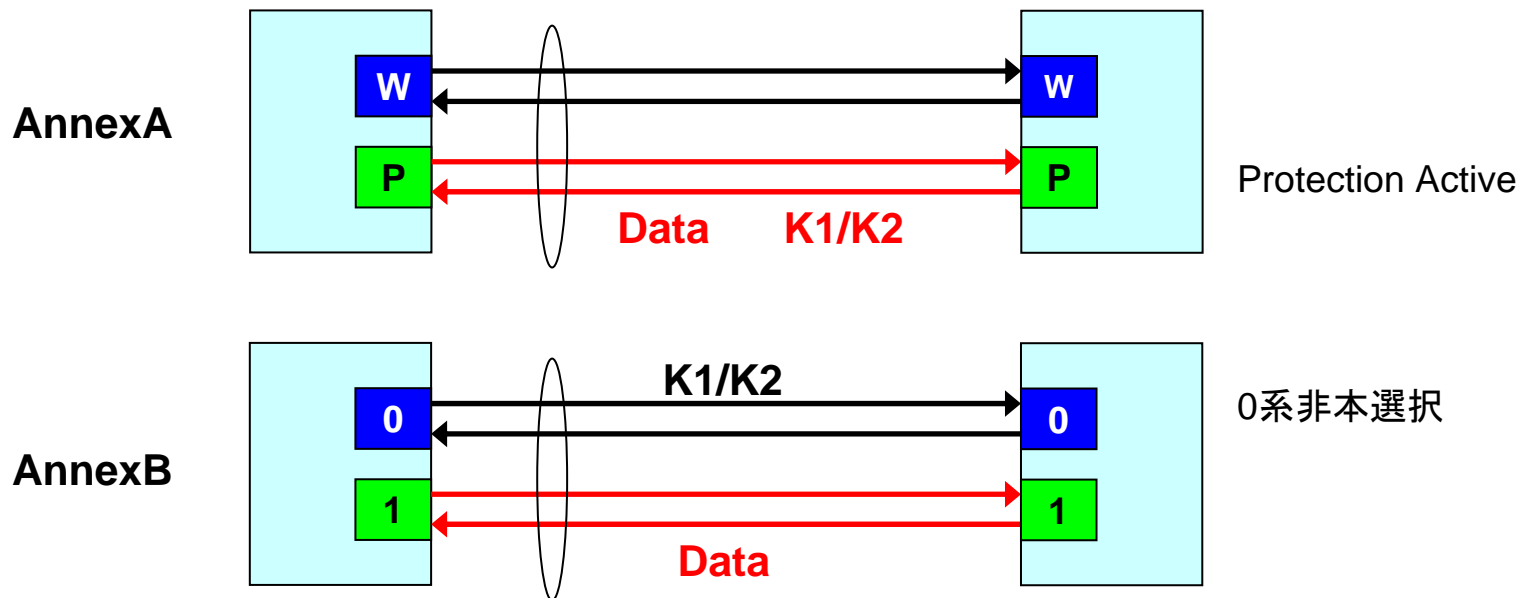 AnnexA
W
W
P
P
Data K1/K2
Protection Active
AnnexB
K1/K2
0
0
0系非本選択
1
1
Data